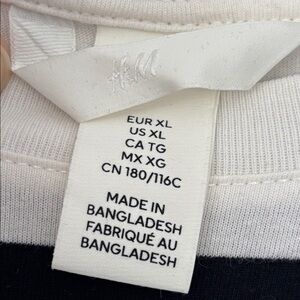 H&M
EUR XL
US XL
CA TG
MX XG
CN 180/116C
MADE IN
BANGLADESH
FABRIQUÉ AU
BANGLADESH